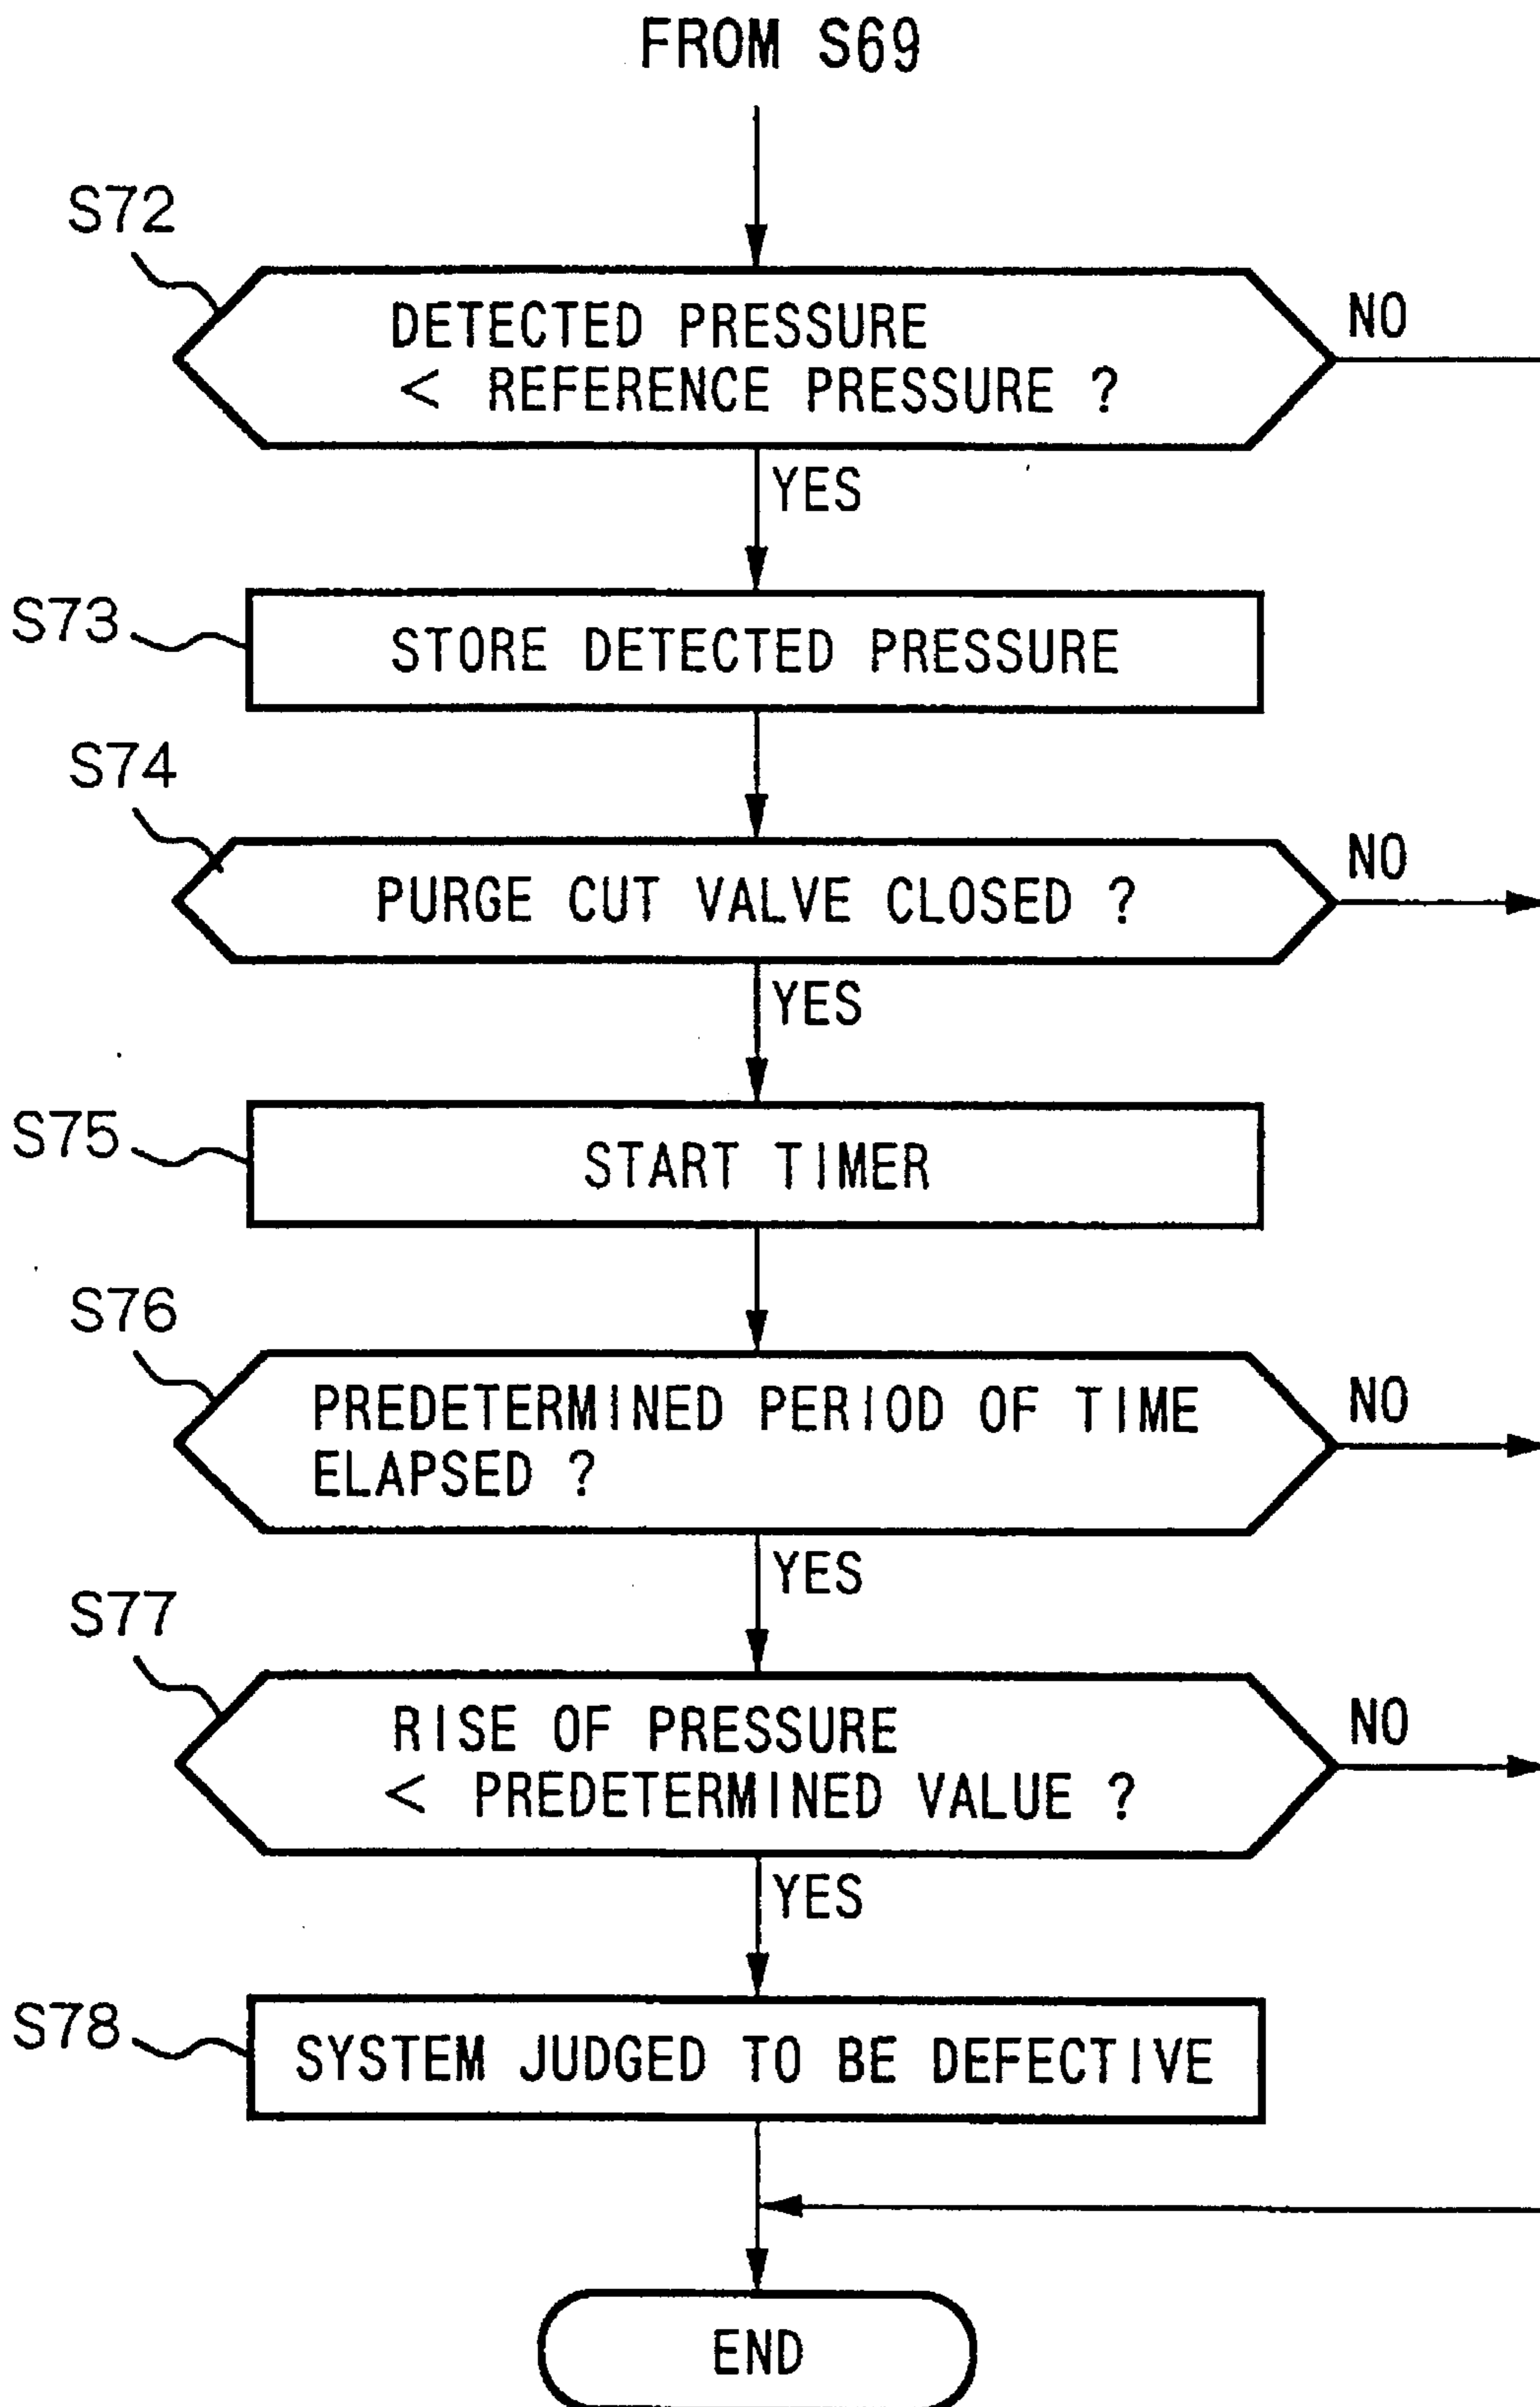 FROM S69
S72
DETECTED PRESSURE
< REFERENCE PRESSURE ?
NO
YES
S73
STORE DETECTED PRESSURE
S74
PURGE CUT VALVE CLOSED ?
NO
YES
S75
START TIMER
S76
PREDETERMINED PERIOD OF TIME
ELAPSED ?
NO
YES
S77
RISE OF PRESSURE
< PREDETERMINED VALUE ?
NO
YES
S78
SYSTEM JUDGED TO BE DEFECTIVE
END